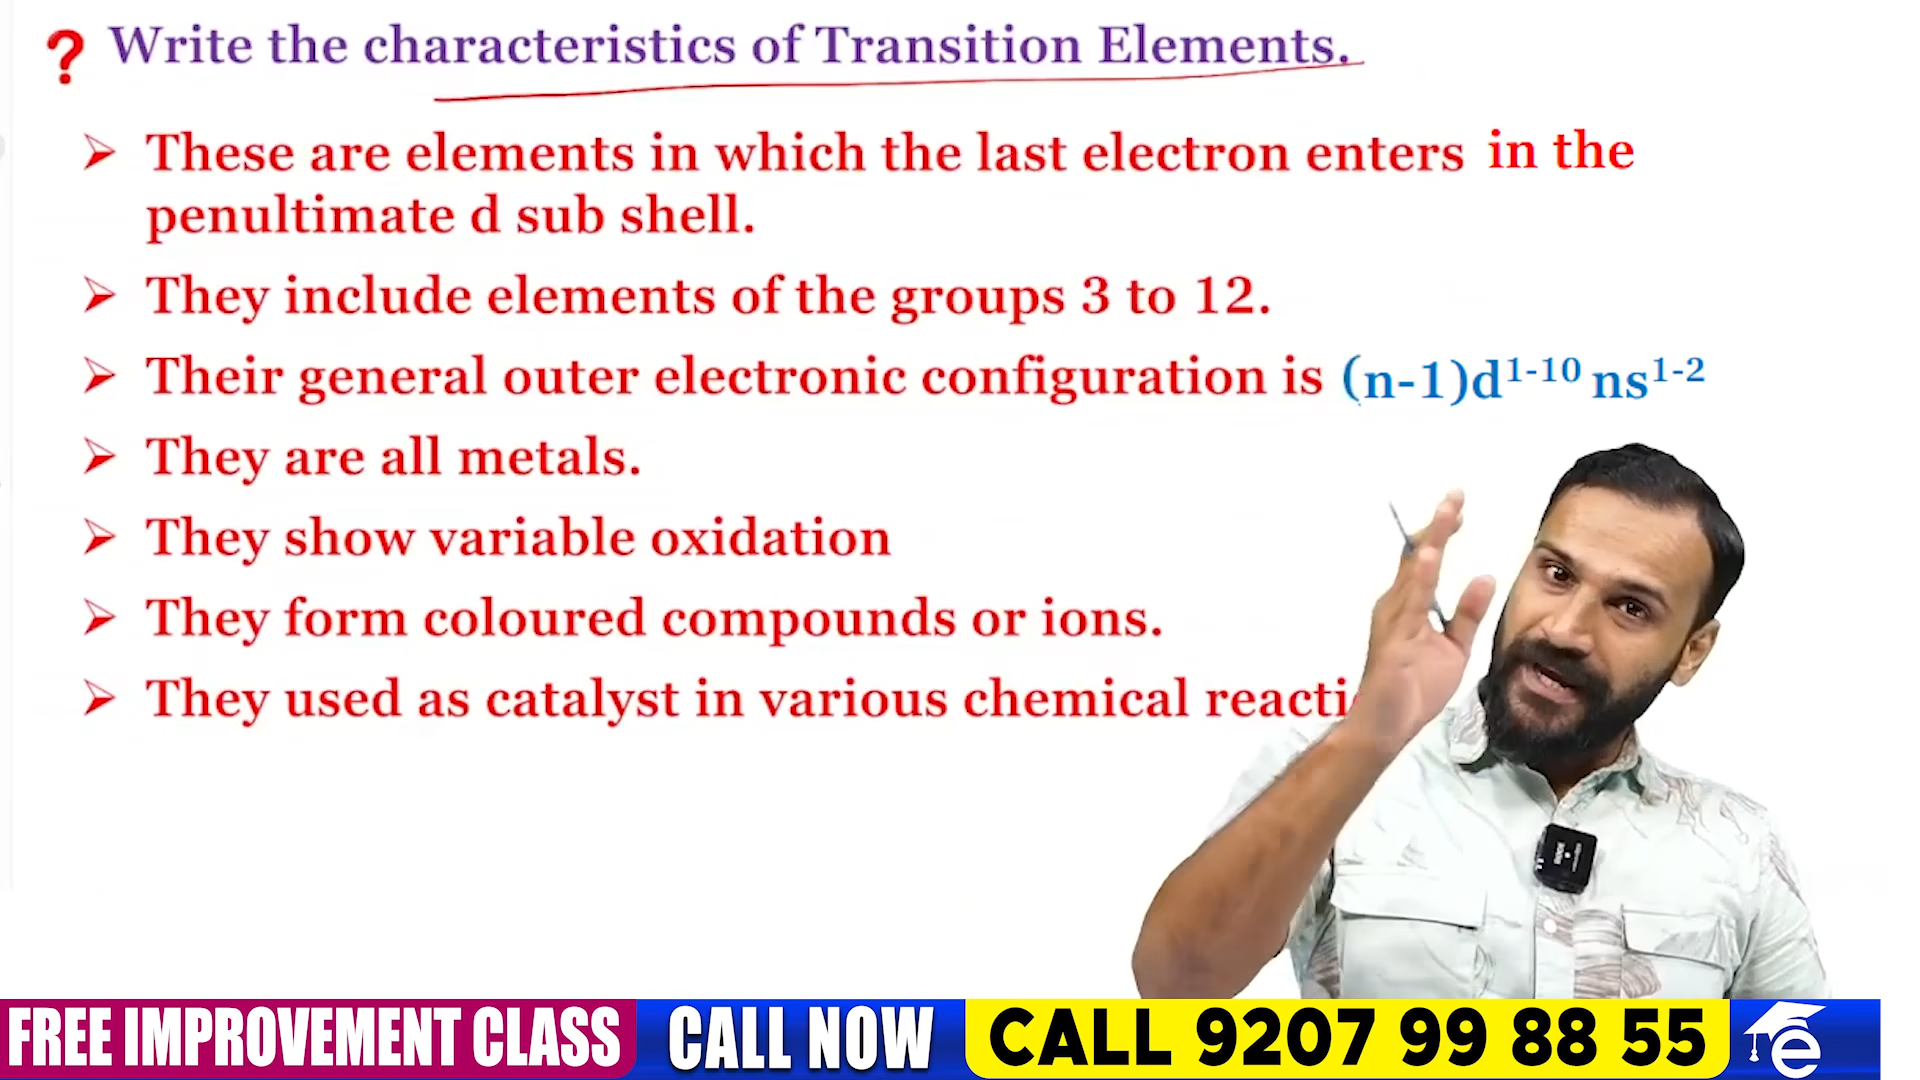 ? Write the characteristics of Transition Elements.
➢ These are elements in which the last electron enters in the
penultimate d sub shell.
➢ They include elements of the groups 3 to 12.
➢ Their general outer electronic configuration is (n-1)d¹⁻¹⁰ ns¹⁻²
➢ They are all metals.
➢ They show variable oxidation
➢ They form coloured compounds or ions.
➢ They used as catalyst in various chemical reacti
FREE IMPROVEMENT CLASS CALL NOW CALL 9207 99 88 55 e